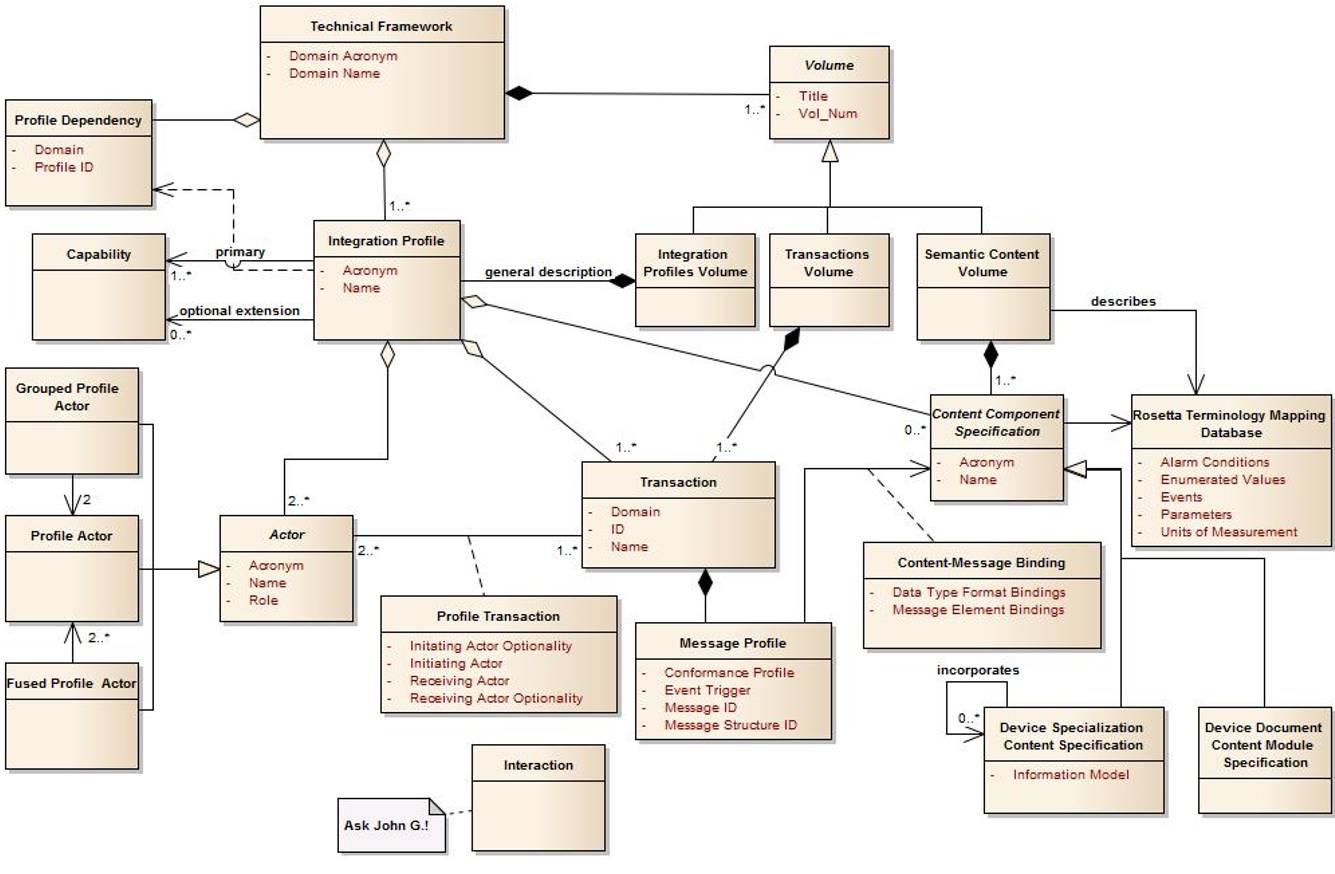 Technical Framework
- Domain Acronym
- Domain Name
Volume
- Title
- Vol_Num
1..*
Profile Dependency
- Domain
- Profile ID
1..*
Integration Profile
- Acronym
- Name
Capability
primary
1..*
optional extension
0..*
general description
Integration
Profiles Volume
Transactions
Volume
Semantic Content
Volume
describes
1..*
Grouped Profile
Actor
2
Profile Actor
2..*
Fused Profile Actor
2..*
Actor
- Acronym
- Name
- Role
2..*
1..*
1..*
1..*
Transaction
- Domain
- ID
- Name
0..*
Content Component
Specification
- Acronym
- Name
Rosetta Terminology Mapping
Database
- Alarm Conditions
- Enumerated Values
- Events
- Parameters
- Units of Measurement
Profile Transaction
- Initating Actor Optionality
- Initiating Actor
- Receiving Actor
- Receiving Actor Optionality
Message Profile
- Conformance Profile
- Event Trigger
- Message ID
- Message Structure ID
Content-Message Binding
- Data Type Format Bindings
- Message Element Bindings
incorporates
0..*
Device Specialization
Content Specification
- Information Model
Device Document
Content Module
Specification
Interaction
Ask John G.!